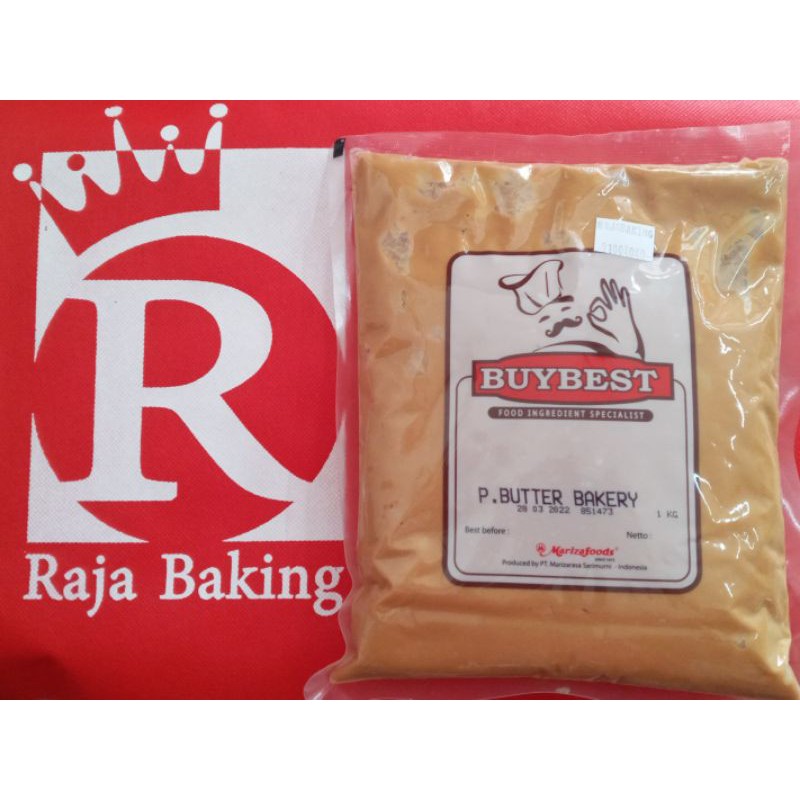 R
Raja Baking
BUYBEST
FOOD INGREDIENT SPECIALIST
P.BUTTER BAKERY
28 03 2022 851473 1 KG
Best before : Netto :
Marizafoods
Produced by PT. Marizarasa Sarimurni - Indonesia